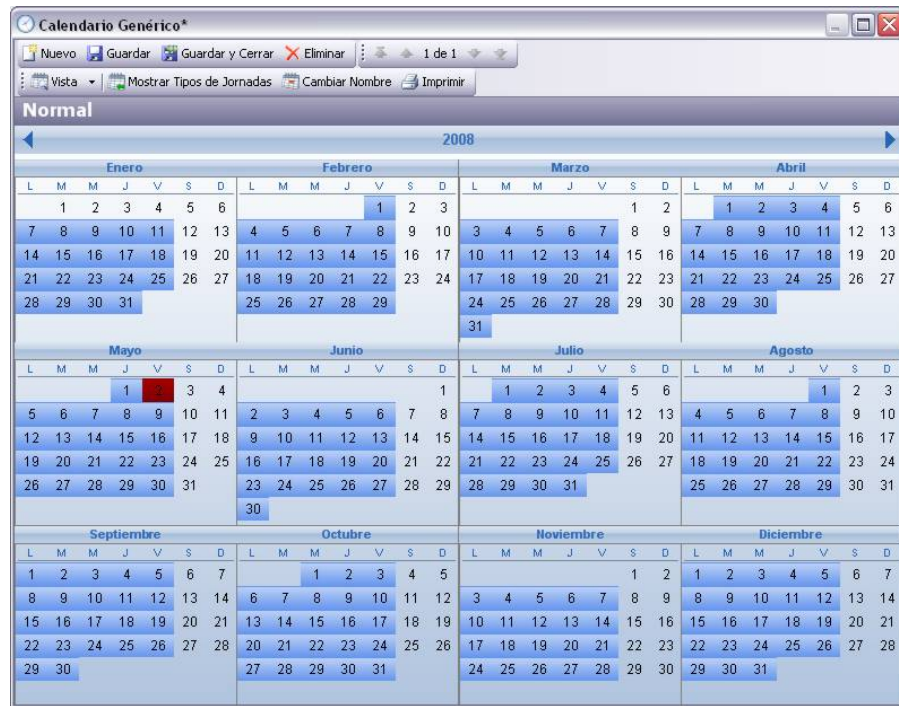 Calendario Genérico*
Nuevo Guardar Guardar y Cerrar Eliminar 1 de 1
Vista Mostrar Tipos de Jornadas Cambiar Nombre Imprimir
Normal
2008
Enero Febrero Marzo Abril
L M M J V S D L M M J V S D L M M J V S D L M M J V S D
1 2 3 4 5 6 1 2 3 1 2 1 2 3 4 5 6
7 8 9 10 11 12 13 4 5 6 7 8 9 10 3 4 5 6 7 8 9 7 8 9 10 11 12 13
14 15 16 17 18 19 20 11 12 13 14 15 16 17 10 11 12 13 14 15 16 14 15 16 17 18 19 20
21 22 23 24 25 26 27 18 19 20 21 22 23 24 17 18 19 20 21 22 23 21 22 23 24 25 26 27
28 29 30 31 25 26 27 28 29 24 25 26 27 28 29 30 28 29 30
31
Mayo Junio Julio Agosto
L M M J V S D L M M J V S D L M M J V S D L M M J V S D
1 2 3 4 1 1 2 3 4 5 6 1 2 3
5 6 7 8 9 10 11 2 3 4 5 6 7 8 7 8 9 10 11 12 13 4 5 6 7 8 9 10
12 13 14 15 16 17 18 9 10 11 12 13 14 15 14 15 16 17 18 19 20 11 12 13 14 15 16 17
19 20 21 22 23 24 25 16 17 18 19 20 21 22 21 22 23 24 25 26 27 18 19 20 21 22 23 24
26 27 28 29 30 31 23 24 25 26 27 28 29 28 29 30 31 25 26 27 28 29 30 31
30
Septiembre Octubre Noviembre Diciembre
L M M J V S D L M M J V S D L M M J V S D L M M J V S D
1 2 3 4 5 6 7 1 2 3 4 5 1 2 1 2 3 4 5 6 7
8 9 10 11 12 13 14 6 7 8 9 10 11 12 3 4 5 6 7 8 9 8 9 10 11 12 13 14
15 16 17 18 19 20 21 13 14 15 16 17 18 19 10 11 12 13 14 15 16 15 16 17 18 19 20 21
22 23 24 25 26 27 28 20 21 22 23 24 25 26 17 18 19 20 21 22 23 22 23 24 25 26 27 28
29 30 27 28 29 30 31 24 25 26 27 28 29 30 29 30 31